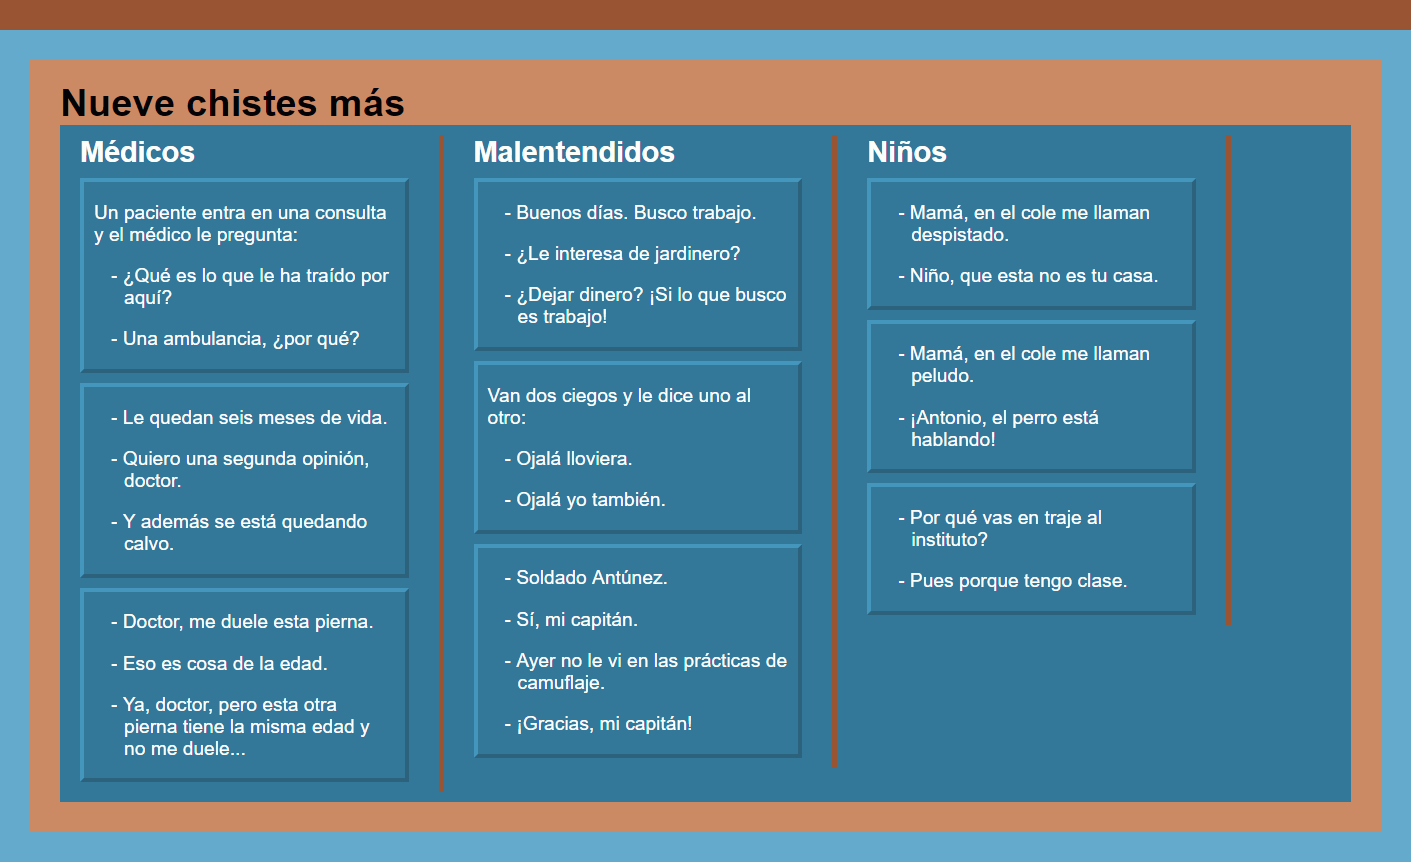 Nueve chistes más
Médicos
Un paciente entra en una consulta
y el médico le pregunta:
- ¿Qué es lo que le ha traído por
aquí?
- Una ambulancia, ¿por qué?
- Le quedan seis meses de vida.
- Quiero una segunda opinión,
doctor.
- Y además se está quedando
calvo.
- Doctor, me duele esta pierna.
- Eso es cosa de la edad.
- Ya, doctor, pero esta otra
pierna tiene la misma edad y
no me duele...
Malentendidos
- Buenos días. Busco trabajo.
- ¿Le interesa de jardinero?
- ¿Dejar dinero? ¡Si lo que busco
es trabajo!
Van dos ciegos y le dice uno al
otro:
- Ojalá lloviera.
- Ojalá yo también.
- Soldado Antúnez.
- Sí, mi capitán.
- Ayer no le vi en las prácticas de
camuflaje.
- ¡Gracias, mi capitán!
Niños
- Mamá, en el cole me llaman
despistado.
- Niño, que esta no es tu casa.
- Mamá, en el cole me llaman
peludo.
- ¡Antonio, el perro está
hablando!
- Por qué vas en traje al
instituto?
- Pues porque tengo clase.